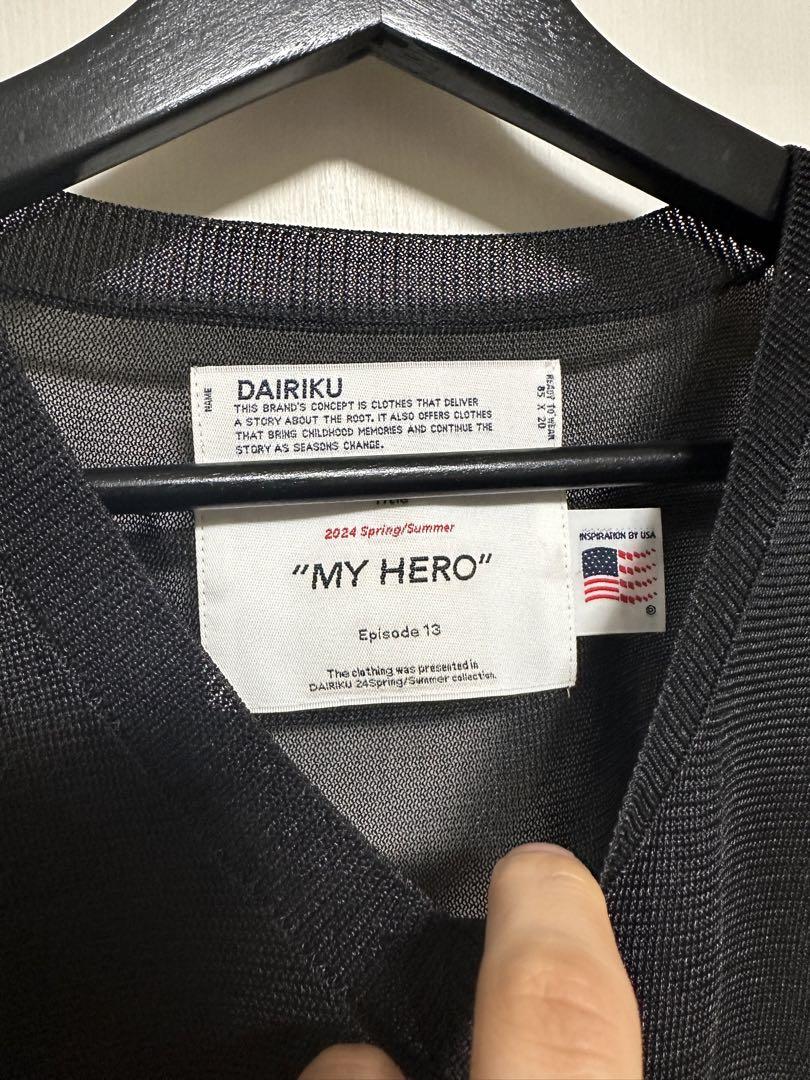 NAME
DAIRIKU
THIS BRAND'S CONCEPT IS CLOTHES THAT DELIVER
A STORY ABOUT THE ROOT. IT ALSO OFFERS CLOTHES
THAT BRING CHILDHOOD MEMORIES AND CONTINUE THE
STORY AS SEASONS CHANGE.
READY TO WEAR
85 X 20
Title
2024 Spring/Summer
"MY HERO"
Episode 13
The clothing was presented in
DAIRIKU 24Spring/Summer collection.
INSPIRATION BY USA
©